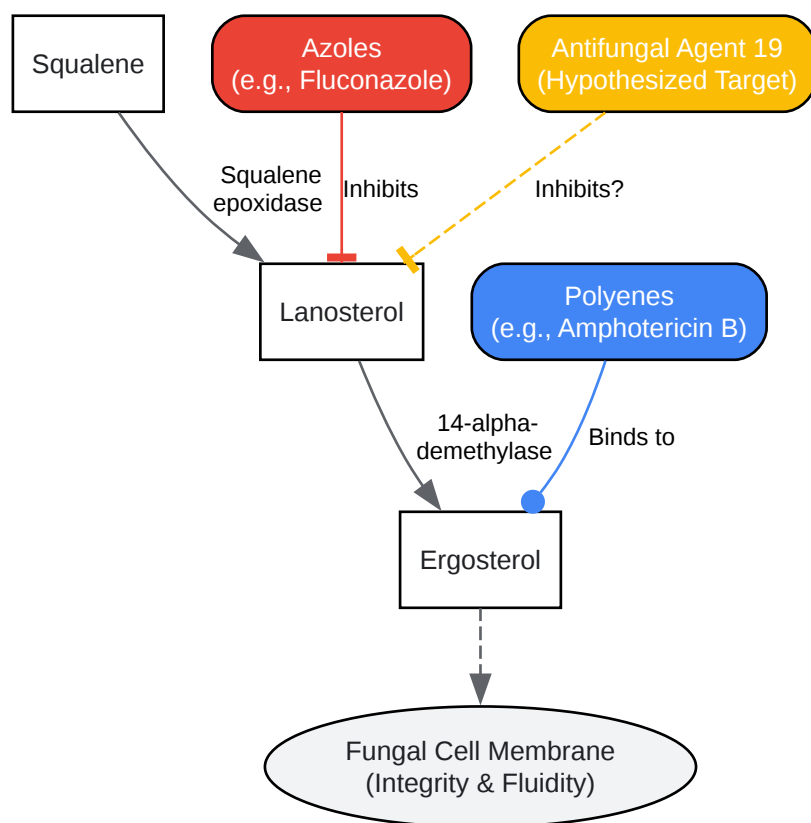 Squalene
Azoles
(e.g., Fluconazole)
Antifungal Agent 19
(Hypothesized Target)
Squalene
epoxidase
Inhibits
Inhibits?
Lanosterol
Polyenes
(e.g., Amphotericin B)
14-alpha-
demethylase
Binds to
Ergosterol
Fungal Cell Membrane
(Integrity & Fluidity)